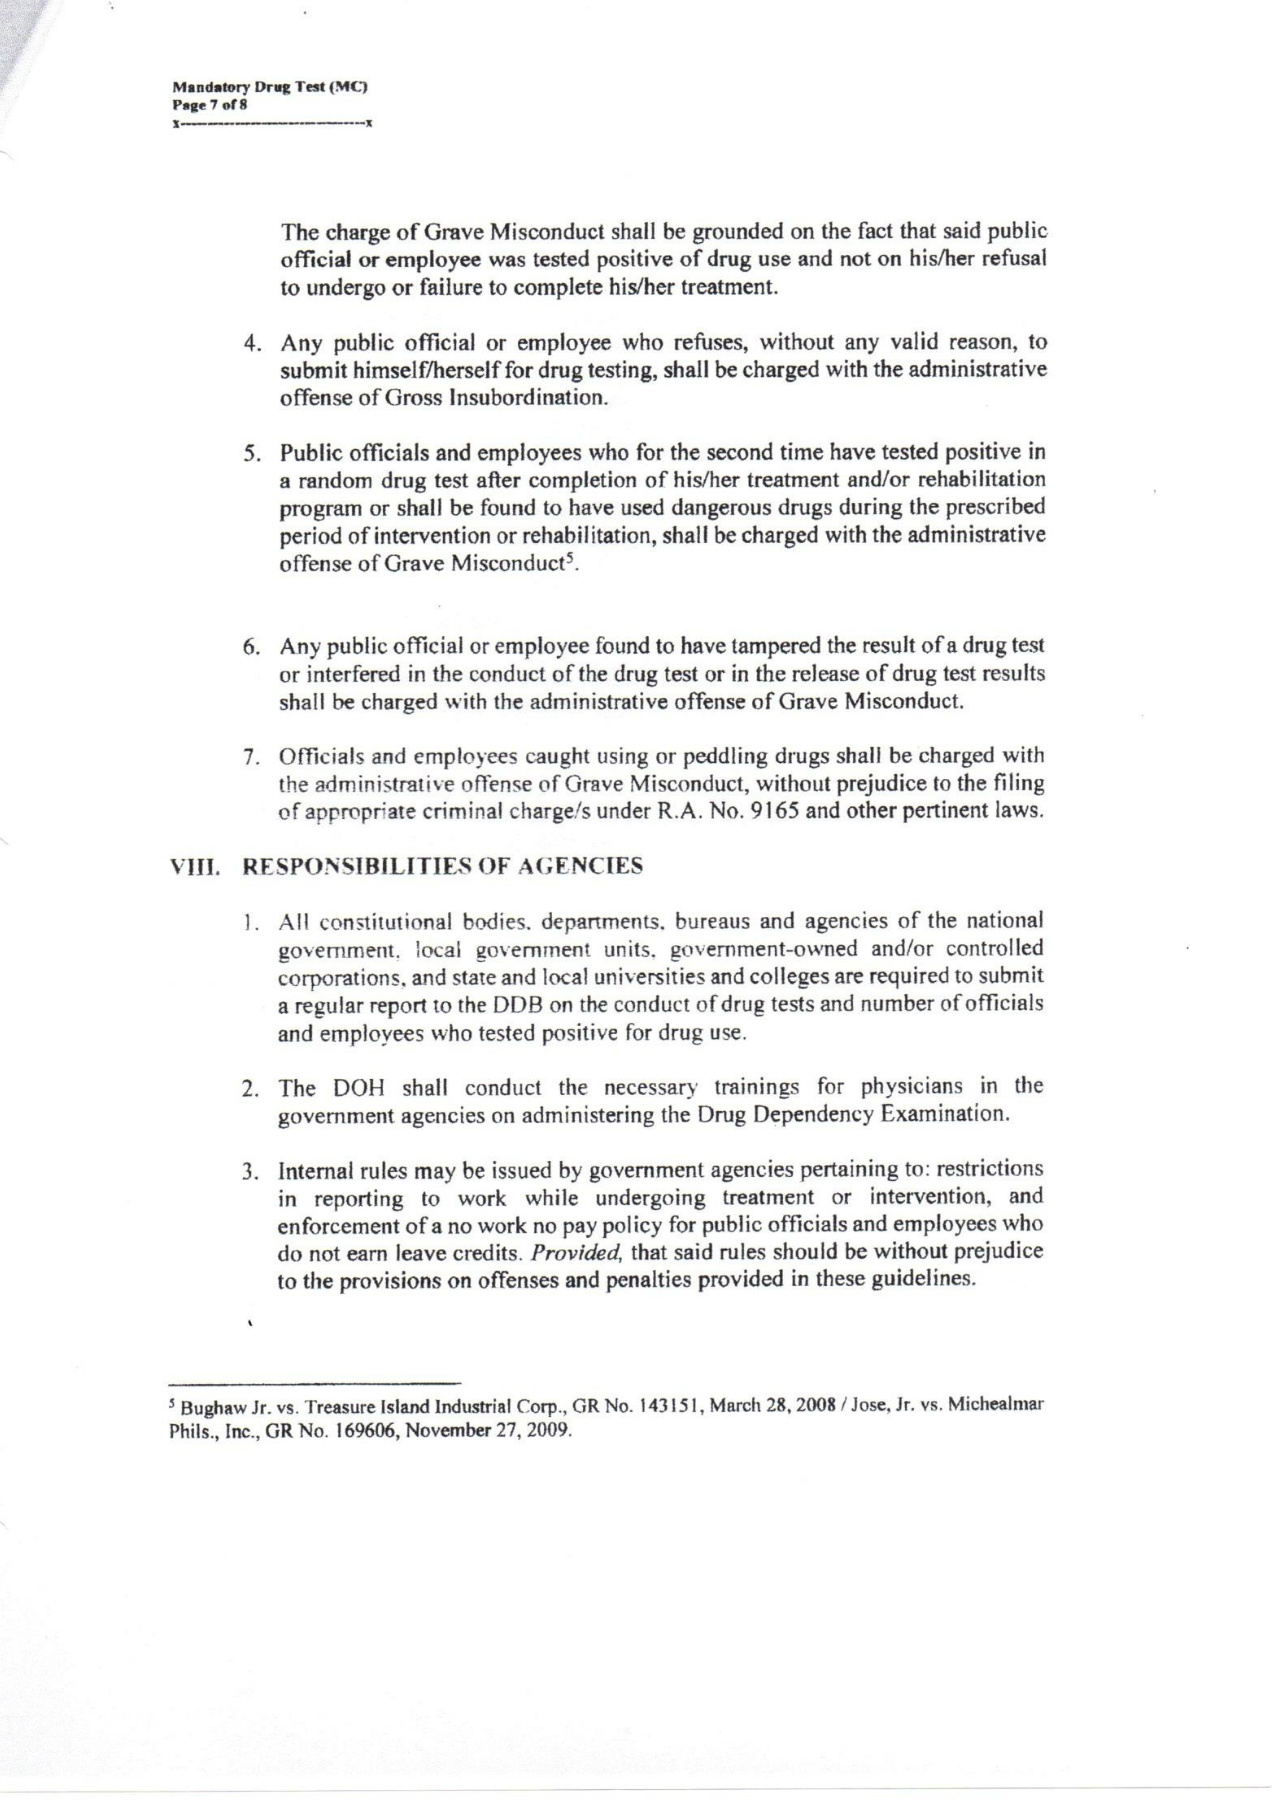 Mandatory Drug Test (MC)
Page 7 of 8
x-------------------------------x
The charge of Grave Misconduct shall be grounded on the fact that said public
official or employee was tested positive of drug use and not on his/her refusal
to undergo or failure to complete his/her treatment.
4. Any public official or employee who refuses, without any valid reason, to
submit himself/herself for drug testing, shall be charged with the administrative
offense of Gross Insubordination.
5. Public officials and employees who for the second time have tested positive in
a random drug test after completion of his/her treatment and/or rehabilitation
program or shall be found to have used dangerous drugs during the prescribed
period of intervention or rehabilitation, shall be charged with the administrative
offense of Grave Misconduct⁵.
6. Any public official or employee found to have tampered the result of a drug test
or interfered in the conduct of the drug test or in the release of drug test results
shall be charged with the administrative offense of Grave Misconduct.
7. Officials and employees caught using or peddling drugs shall be charged with
the administrative offense of Grave Misconduct, without prejudice to the filing
of appropriate criminal charge/s under R.A. No. 9165 and other pertinent laws.
VIII. RESPONSIBILITIES OF AGENCIES
1. All constitutional bodies, departments, bureaus and agencies of the national
government, local government units, government-owned and/or controlled
corporations, and state and local universities and colleges are required to submit
a regular report to the DDB on the conduct of drug tests and number of officials
and employees who tested positive for drug use.
2. The DOH shall conduct the necessary trainings for physicians in the
government agencies on administering the Drug Dependency Examination.
3. Internal rules may be issued by government agencies pertaining to: restrictions
in reporting to work while undergoing treatment or intervention, and
enforcement of a no work no pay policy for public officials and employees who
do not earn leave credits. Provided, that said rules should be without prejudice
to the provisions on offenses and penalties provided in these guidelines.
⁵ Bughaw Jr. vs. Treasure Island Industrial Corp., GR No. 143151, March 28, 2008 / Jose, Jr. vs. Michealmar
Phils., Inc., GR No. 169606, November 27, 2009.